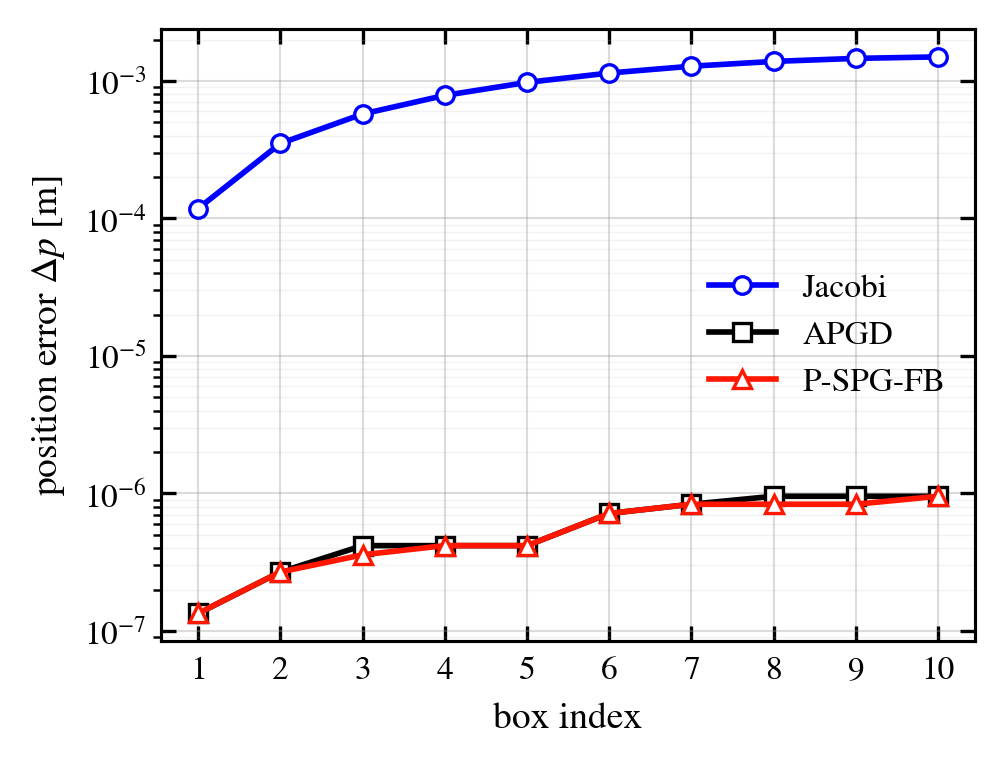 position error Δp [m]
10⁻³
10⁻⁴
10⁻⁵
10⁻⁶
10⁻⁷
Jacobi
APGD
P-SPG-FB
1 2 3 4 5 6 7 8 9 10
box index